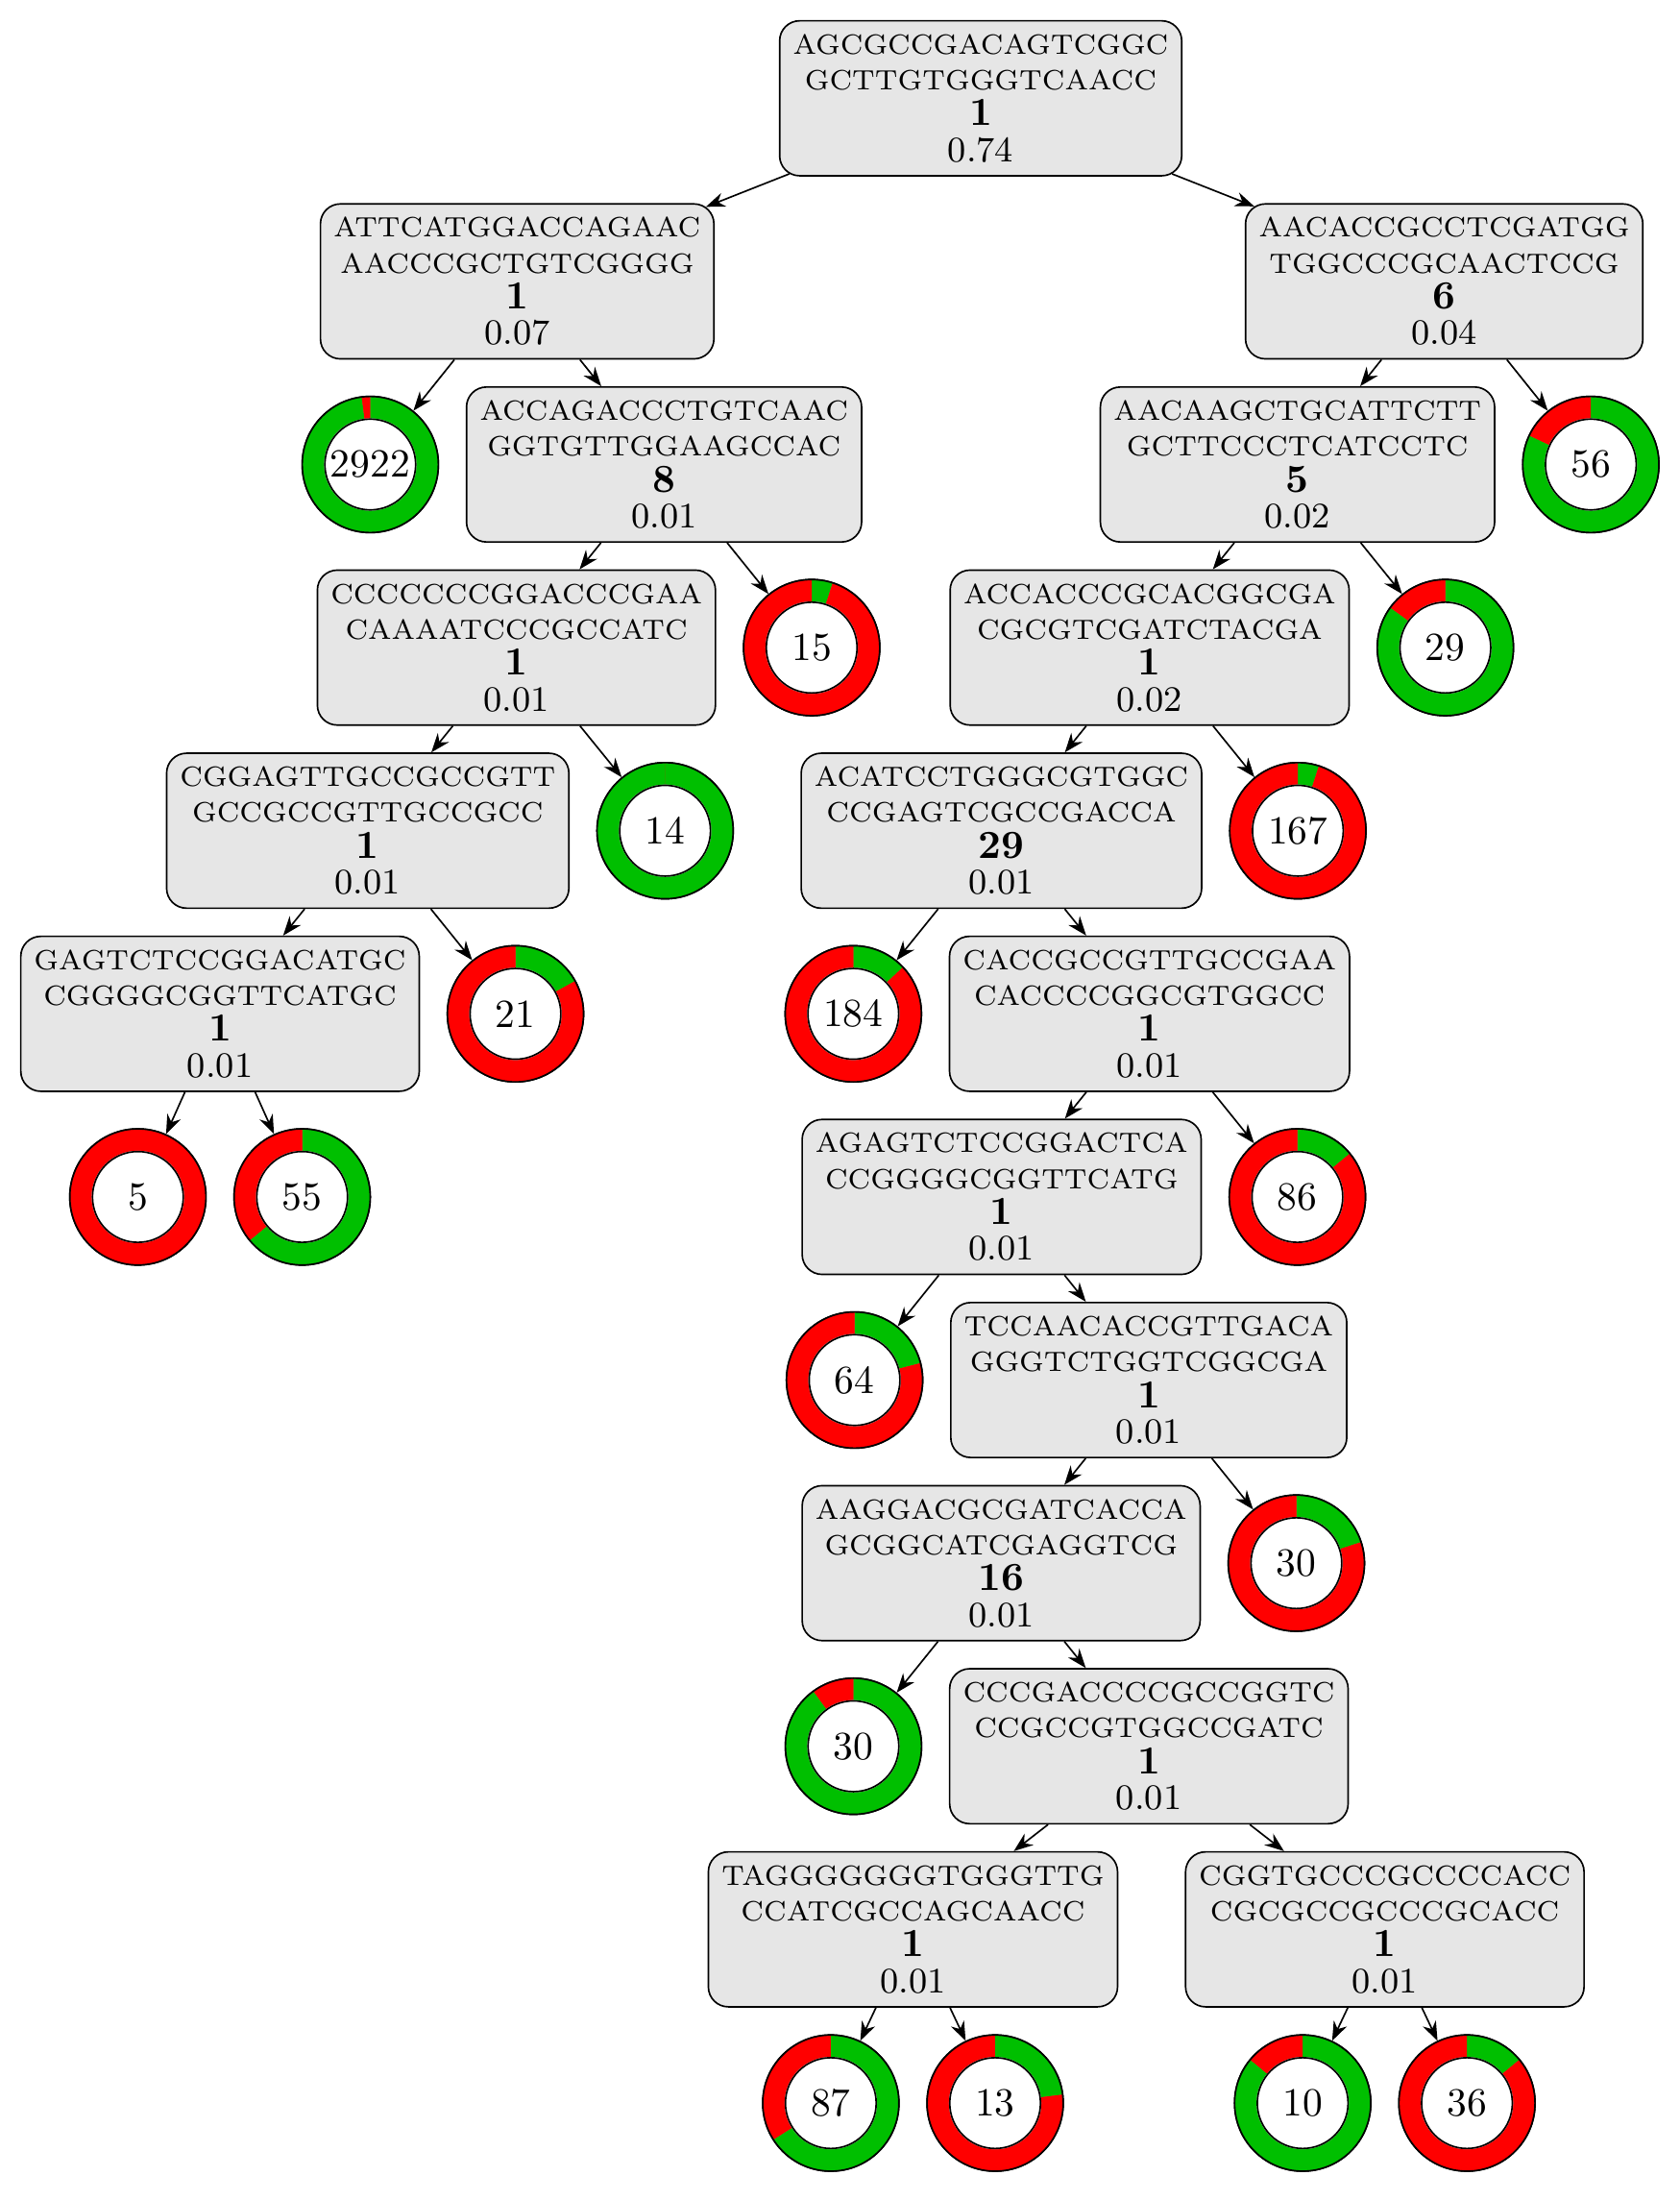 AGCGCCGACAGTCGGC
GCTTGTGGGTCAACC
1
0.74
ATTCATGGACCAGAAC
AACCCGCTGTCGGGG
1
0.07
AACACCGCCTCGATGG
TGGCCCGCAACTCCG
6
0.04
2922
ACCAGACCCTGTCAAC
GGTGTTGGAAGCCAC
8
0.01
AACAAGCTGCATTCTT
GCTTCCCTCATCCTC
5
0.02
56
CCCCCCCGGACCCGAA
CAAAATCCCGCCATC
1
0.01
15
ACCACCCGCACGGCGA
CGCGTCGATCTACGA
1
0.02
29
CGGAGTTGCCGCCGTT
GCCGCCGTTGCCGCC
1
0.01
14
ACATCCTGGGCGTGGC
CCGAGTCGCCGACCA
29
0.01
167
GAGTCTCCGGACATGC
CGGGGCGGTTCATGC
1
0.01
21
184
CACCGCCGTTGCCGAA
CACCCCGGCGTGGCC
1
0.01
5
55
AGAGTCTCCGGACTCA
CCGGGGCGGTTCATG
1
0.01
86
64
TCCAACACCGTTGACA
GGGTCTGGTCGGCGA
1
0.01
AAGGACGCGATCACCA
GCGGCATCGAGGTCG
16
0.01
30
30
CCCGACCCCGCCGGTC
CCGCCGTGGCCGATC
1
0.01
TAGGGGGGGTGGGTTG
CCATCGCCAGCAACC
1
0.01
CGGTGCCCGCCCCACC
CGCGCCGCCCGCACC
1
0.01
87
13
10
36